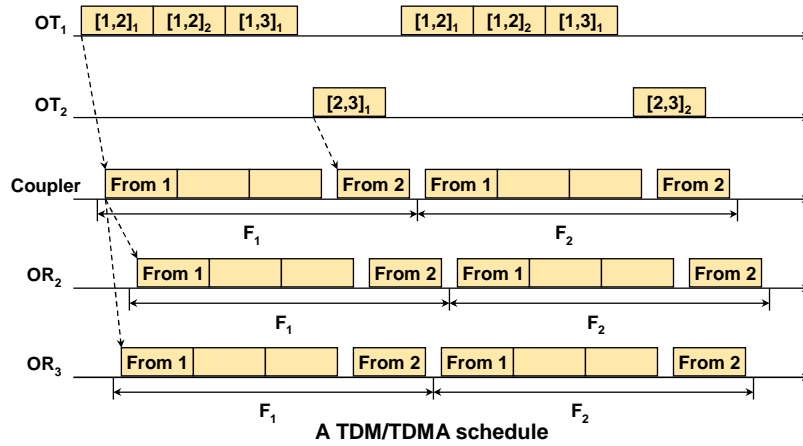 OT1 [1,2]1 [1,2]2 [1,3]1 [1,2]1 [1,2]2 [1,3]1
OT2 [2,3]1 [2,3]2
Coupler From 1 From 2 From 1 From 2
F1 F2
OR2 From 1 From 2 From 1 From 2
F1 F2
OR3 From 1 From 2 From 1 From 2
F1 F2
A TDM/TDMA schedule